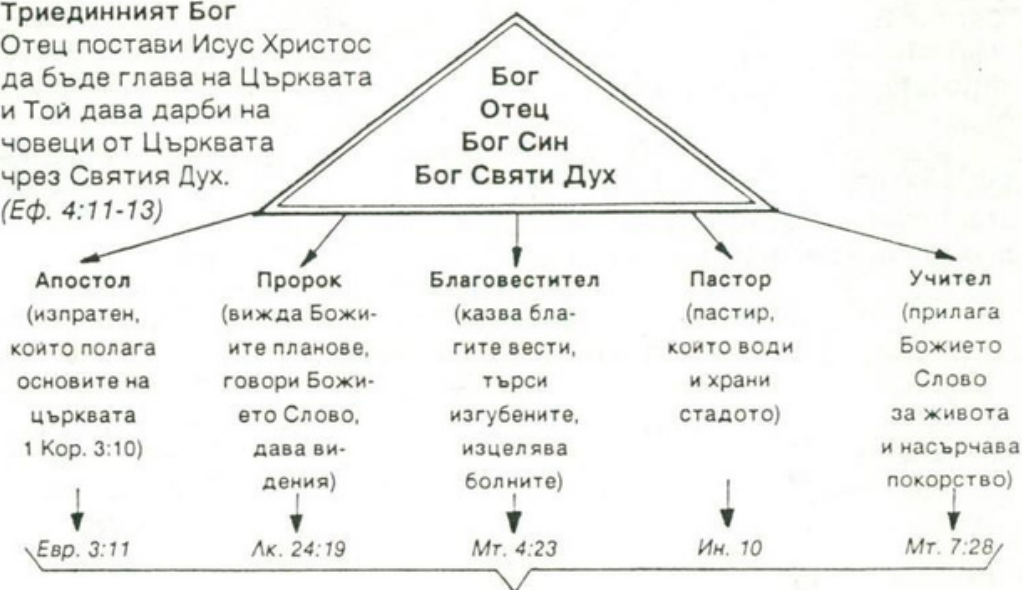 Триединният Бог
Отец постави Исус Христос
да бъде глава на Църквата
и Той дава дарби на
човеци от Църквата
чрез Святия Дух.
(Еф. 4:11-13)
Бог
Отец
Бог Син
Бог Святи Дух
Апостол
(изпратен,
който полага
основите на
църквата
1 Кор. 3:10)
Пророк
(вижда Божи-
ите планове,
говори Божи-
ето Слово,
дава ви-
дения)
Благовестител
(казва бла-
гите вести,
търси
изгубените,
изцелява
болните)
Пастор
(пастир,
който води
и храни
стадото)
Учител
(прилага
Божието
Слово
за живота
и насърчава
покорство)
Евр. 3:11
Лк. 24:19
Мт. 4:23
Ин. 10
Мт. 7:28